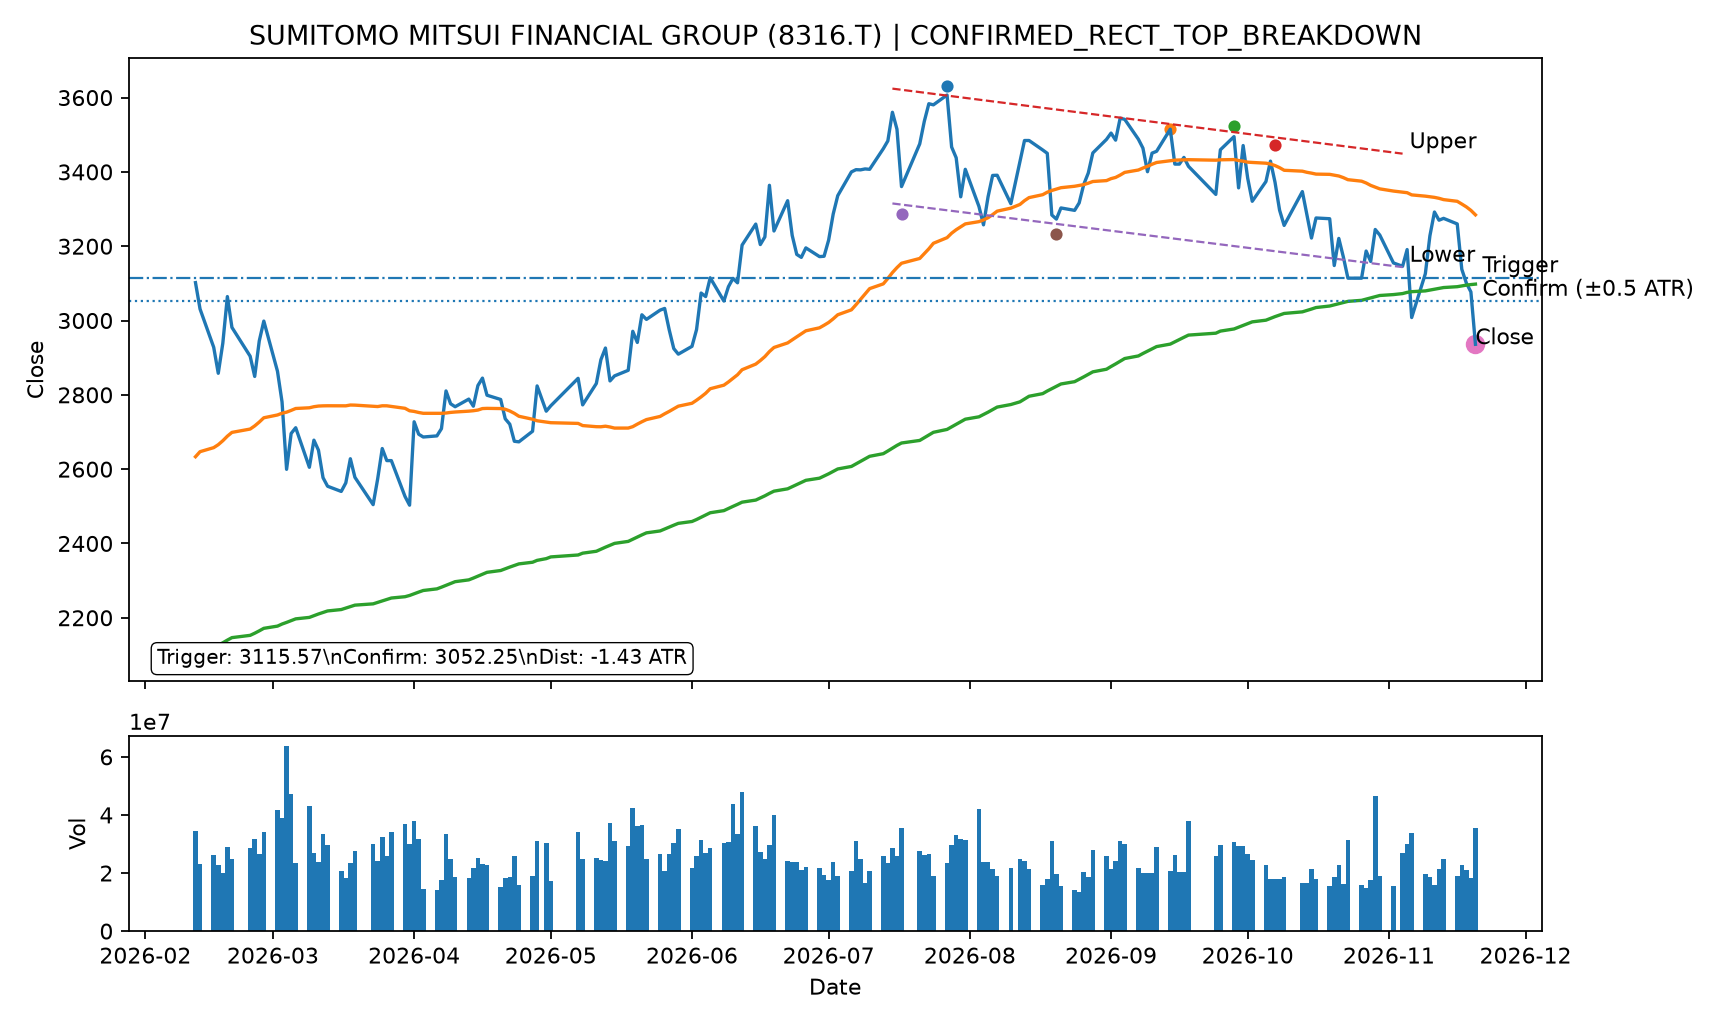 SUMITOMO MITSUI FINANCIAL GROUP (8316.T) | CONFIRMED_RECT_TOP_BREAKDOWN
Close
3600
3400
3200
3000
2800
2600
2400
2200
Upper
Lower
Trigger
Confirm (±0.5 ATR)
Close
Trigger: 3115.57\nConfirm: 3052.25\nDist: -1.43 ATR
1e7
Vol
6
4
2
0
2026-02
2026-03
2026-04
2026-05
2026-06
2026-07
2026-08
2026-09
2026-10
2026-11
2026-12
Date